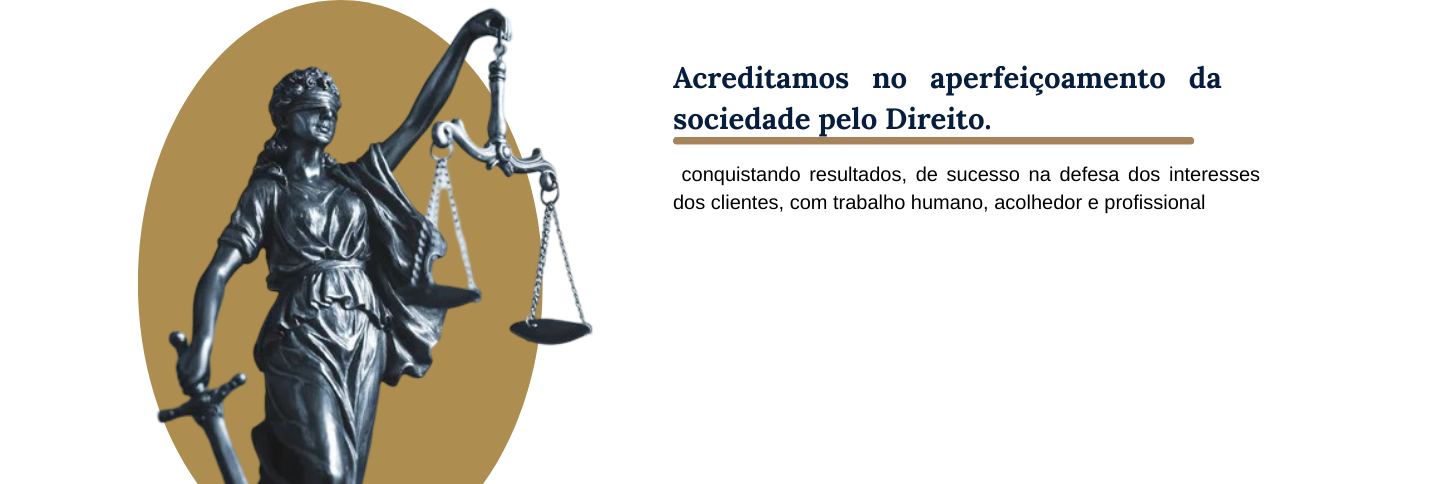 Acreditamos no aperfeiçoamento da
sociedade pelo Direito.
conquistando resultados, de sucesso na defesa dos interesses
dos clientes, com trabalho humano, acolhedor e profissional